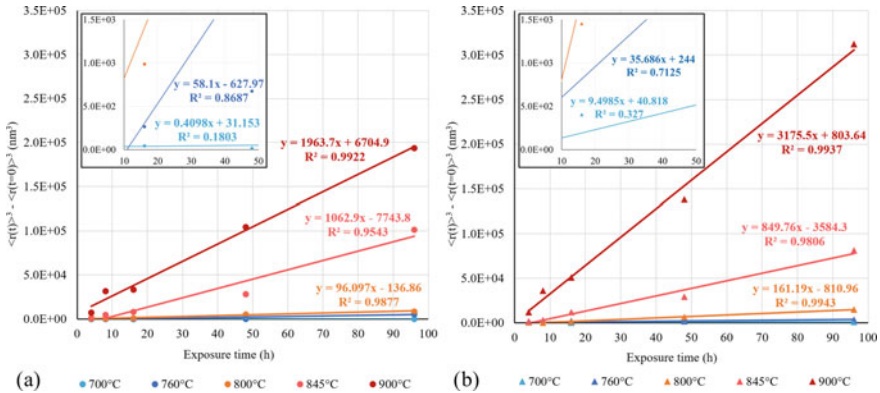 3.5E+05
3.0E+05
2.5E+05
2.0E+05
1.5E+05
1.0E+05
5.0E+04
0.0E+00
<r(t)>³ - <r(t=0)>³ (nm³)
1.5E+03
1.0E+03
5.0E+02
0.0E+00
10 20 30 40 50
y = 58.1x - 627.97
R² = 0.8687
y = 0.4098x + 31.153
R² = 0.1803
y = 1963.7x + 6704.9
R² = 0.9922
y = 1062.9x - 7743.8
R² = 0.9543
y = 96.097x - 136.86
R² = 0.9877
0 10 20 30 40 50 60 70 80 90 100
Exposure time (h)
(a)
700°C 760°C 800°C 845°C 900°C
3.5E+05
3.0E+05
2.5E+05
2.0E+05
1.5E+05
1.0E+05
5.0E+04
0.0E+00
<r(t)>³ - <r(t=0)>³ (nm³)
1.5E+03
1.0E+03
5.0E+02
0.0E+00
10 20 30 40 50
y = 35.686x + 244
R² = 0.7125
y = 9.4985x + 40.818
R² = 0.327
y = 3175.5x + 803.64
R² = 0.9937
y = 849.76x - 3584.3
R² = 0.9806
y = 161.19x - 810.96
R² = 0.9943
0 10 20 30 40 50 60 70 80 90 100
Exposure time (h)
(b)
700°C 760°C 800°C 845°C 900°C